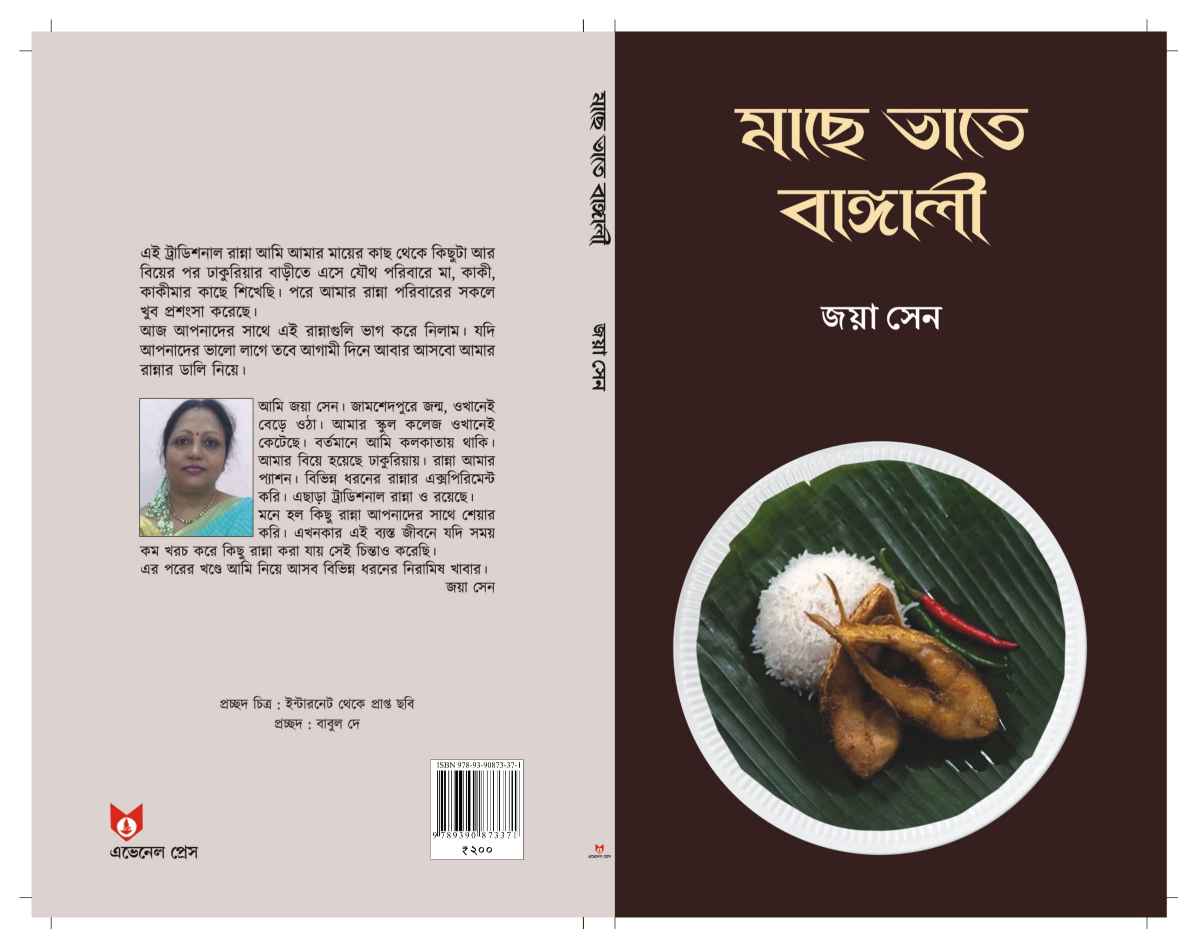 এই ট্রাডিশনাল রান্না আমি আমার মায়ের কাছ থেকে কিছুটা আর
বিয়ের পর ঢাকুরিয়ার বাড়ীতে এসে যৌথ পরিবারে মা, কাকী,
কাকীমার কাছে শিখেছি। পরে আমার রান্না পরিবারের সকলে
খুব প্রশংসা করেছে।
আজ আপনাদের সাথে এই রান্নাগুলি ভাগ করে নিলাম। যদি
আপনাদের ভালো লাগে তবে আগামী দিনে আবার আসবো আমার
রান্নার ডালি নিয়ে।
আমি জয়া সেন। জামশেদপুরে জন্ম, ওখানেই
বেড়ে ওঠা। আমার স্কুল কলেজ ওখানেই
কেটেছে। বর্তমানে আমি কলকাতায় থাকি।
আমার বিয়ে হয়েছে ঢাকুরিয়ায়। রান্না আমার
প্যাশন। বিভিন্ন ধরনের রান্নার এক্সপিরিমেন্ট
করি। এছাড়া ট্রাডিশনাল রান্না ও রয়েছে।
মনে হল কিছু রান্না আপনাদের সাথে শেয়ার
করি। এখনকার এই ব্যস্ত জীবনে যদি সময়
কম খরচ করে কিছু রান্না করা যায় সেই চিন্তাও করেছি।
এর পরের খণ্ডে আমি নিয়ে আসব বিভিন্ন ধরনের নিরামিষ খাবার।
জয়া সেন
প্রচ্ছদ চিত্র : ইন্টারনেট থেকে প্রাপ্ত ছবি
প্রচ্ছদ : বাবুল দে
ISBN 978-93-90873-37-1
9 789390 873371
₹ ২০০
এভেনেল প্রেস
মাছে ভাতে বাঙ্গালী
জয়া সেন
এভেনেল প্রেস
মাছে ভাতে
বাঙ্গালী
জয়া সেন